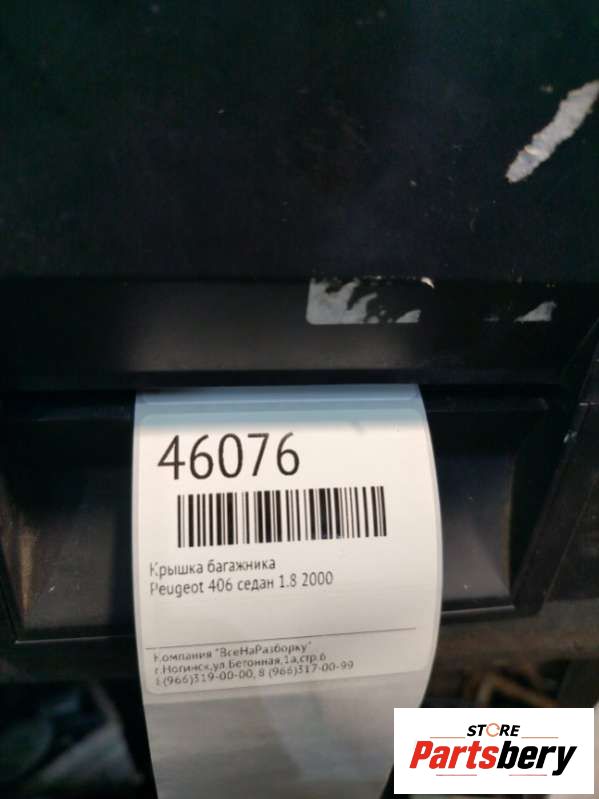 46076
Крышка багажника
Peugeot 406 седан 1.8 2000
Компания "ВсеНаРазборку"
г.Ногинск,ул.Бетонная,1а,стр.6
8 (966)319-00-00, 8 (966)317-00-99
STORE
Partsbery